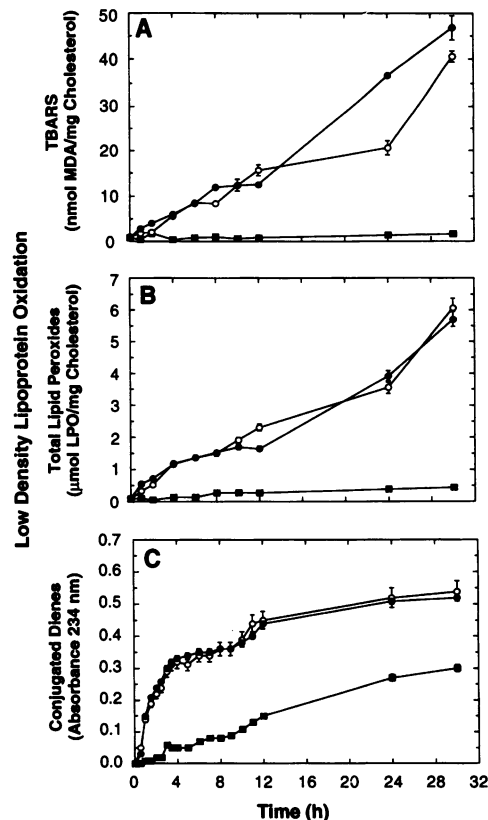 Low Density Lipoprotein Oxidation
A
TBARS
(nmol MDA/mg Cholesterol)
50
40
30
20
10
0
B
Total Lipid Peroxides
(µmol LPO/mg Cholesterol)
7
6
5
4
3
2
1
0
C
Conjugated Dienes
(Absorbance 234 nm)
0.7
0.6
0.5
0.4
0.3
0.2
0.1
0.0
0 4 8 12 16 20 24 28 32
Time (h)